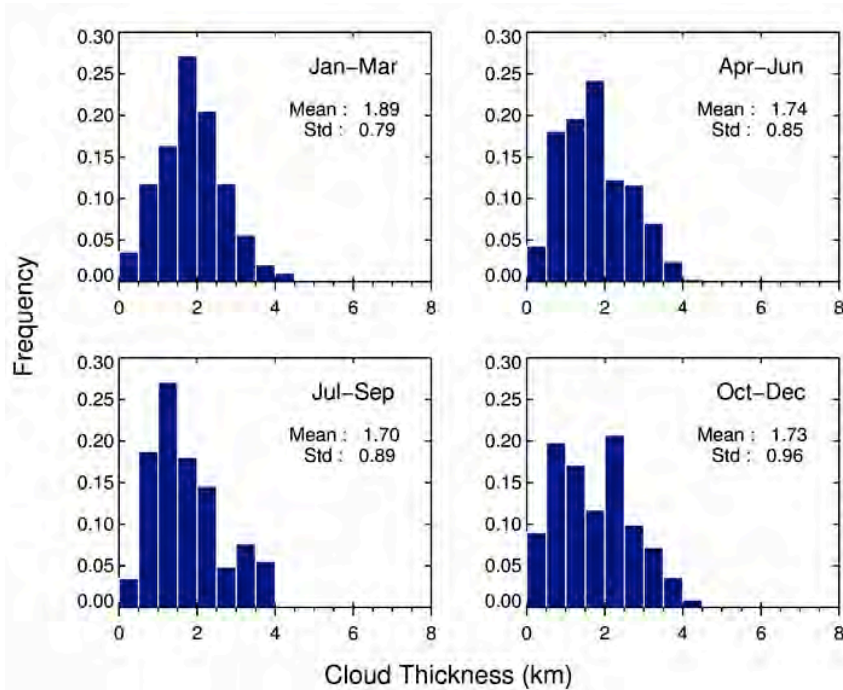 Frequency
0.30
0.25
0.20
0.15
0.10
0.05
0.00
0 2 4 6 8
Jan–Mar
Mean : 1.89
Std : 0.79
0.30
0.25
0.20
0.15
0.10
0.05
0.00
0 2 4 6 8
Apr–Jun
Mean : 1.74
Std : 0.85
0.30
0.25
0.20
0.15
0.10
0.05
0.00
0 2 4 6 8
Jul–Sep
Mean : 1.70
Std : 0.89
0.30
0.25
0.20
0.15
0.10
0.05
0.00
0 2 4 6 8
Oct–Dec
Mean : 1.73
Std : 0.96
Cloud Thickness (km)